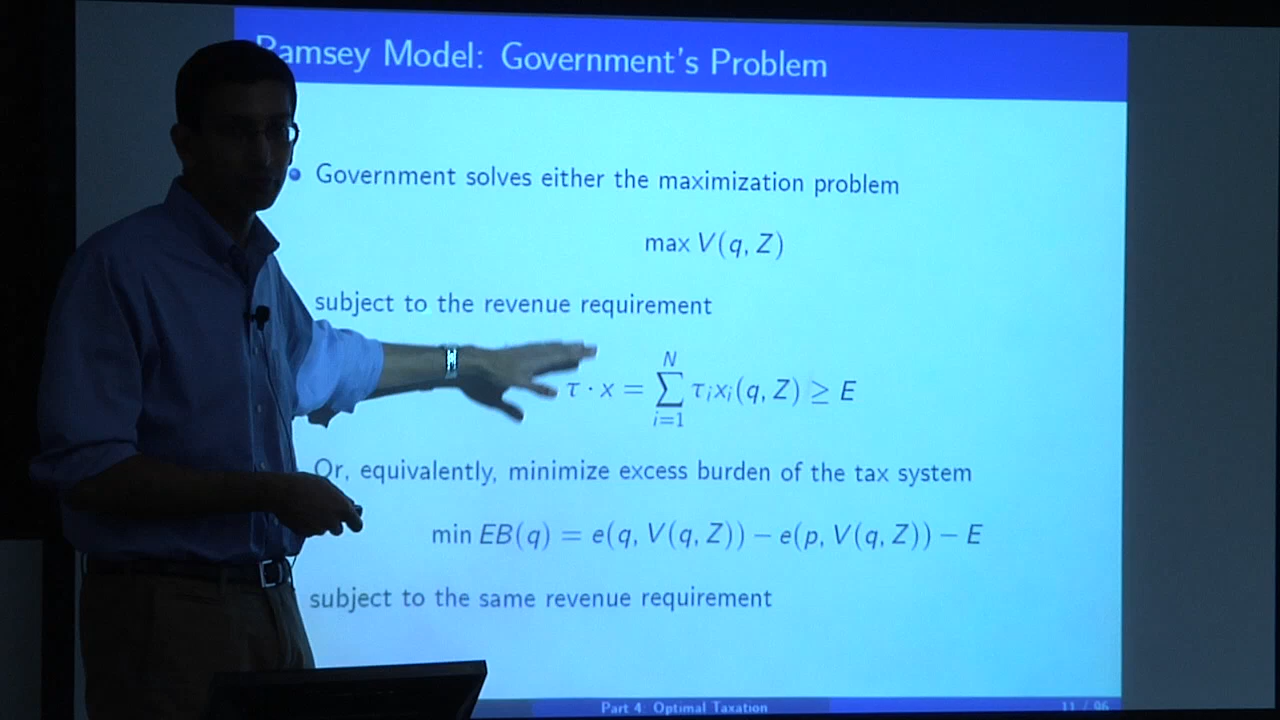 Ramsey Model: Government's Problem
Government solves either the maximization problem
max V(q, Z)
subject to the revenue requirement
τ · x = ∑_{i=1}^{N} τ_i x_i(q, Z) ≥ E
Or, equivalently, minimize excess burden of the tax system
min EB(q) = e(q, V(q, Z)) − e(p, V(q, Z)) − E
subject to the same revenue requirement
Part 4: Optimal Taxation
11 / 96